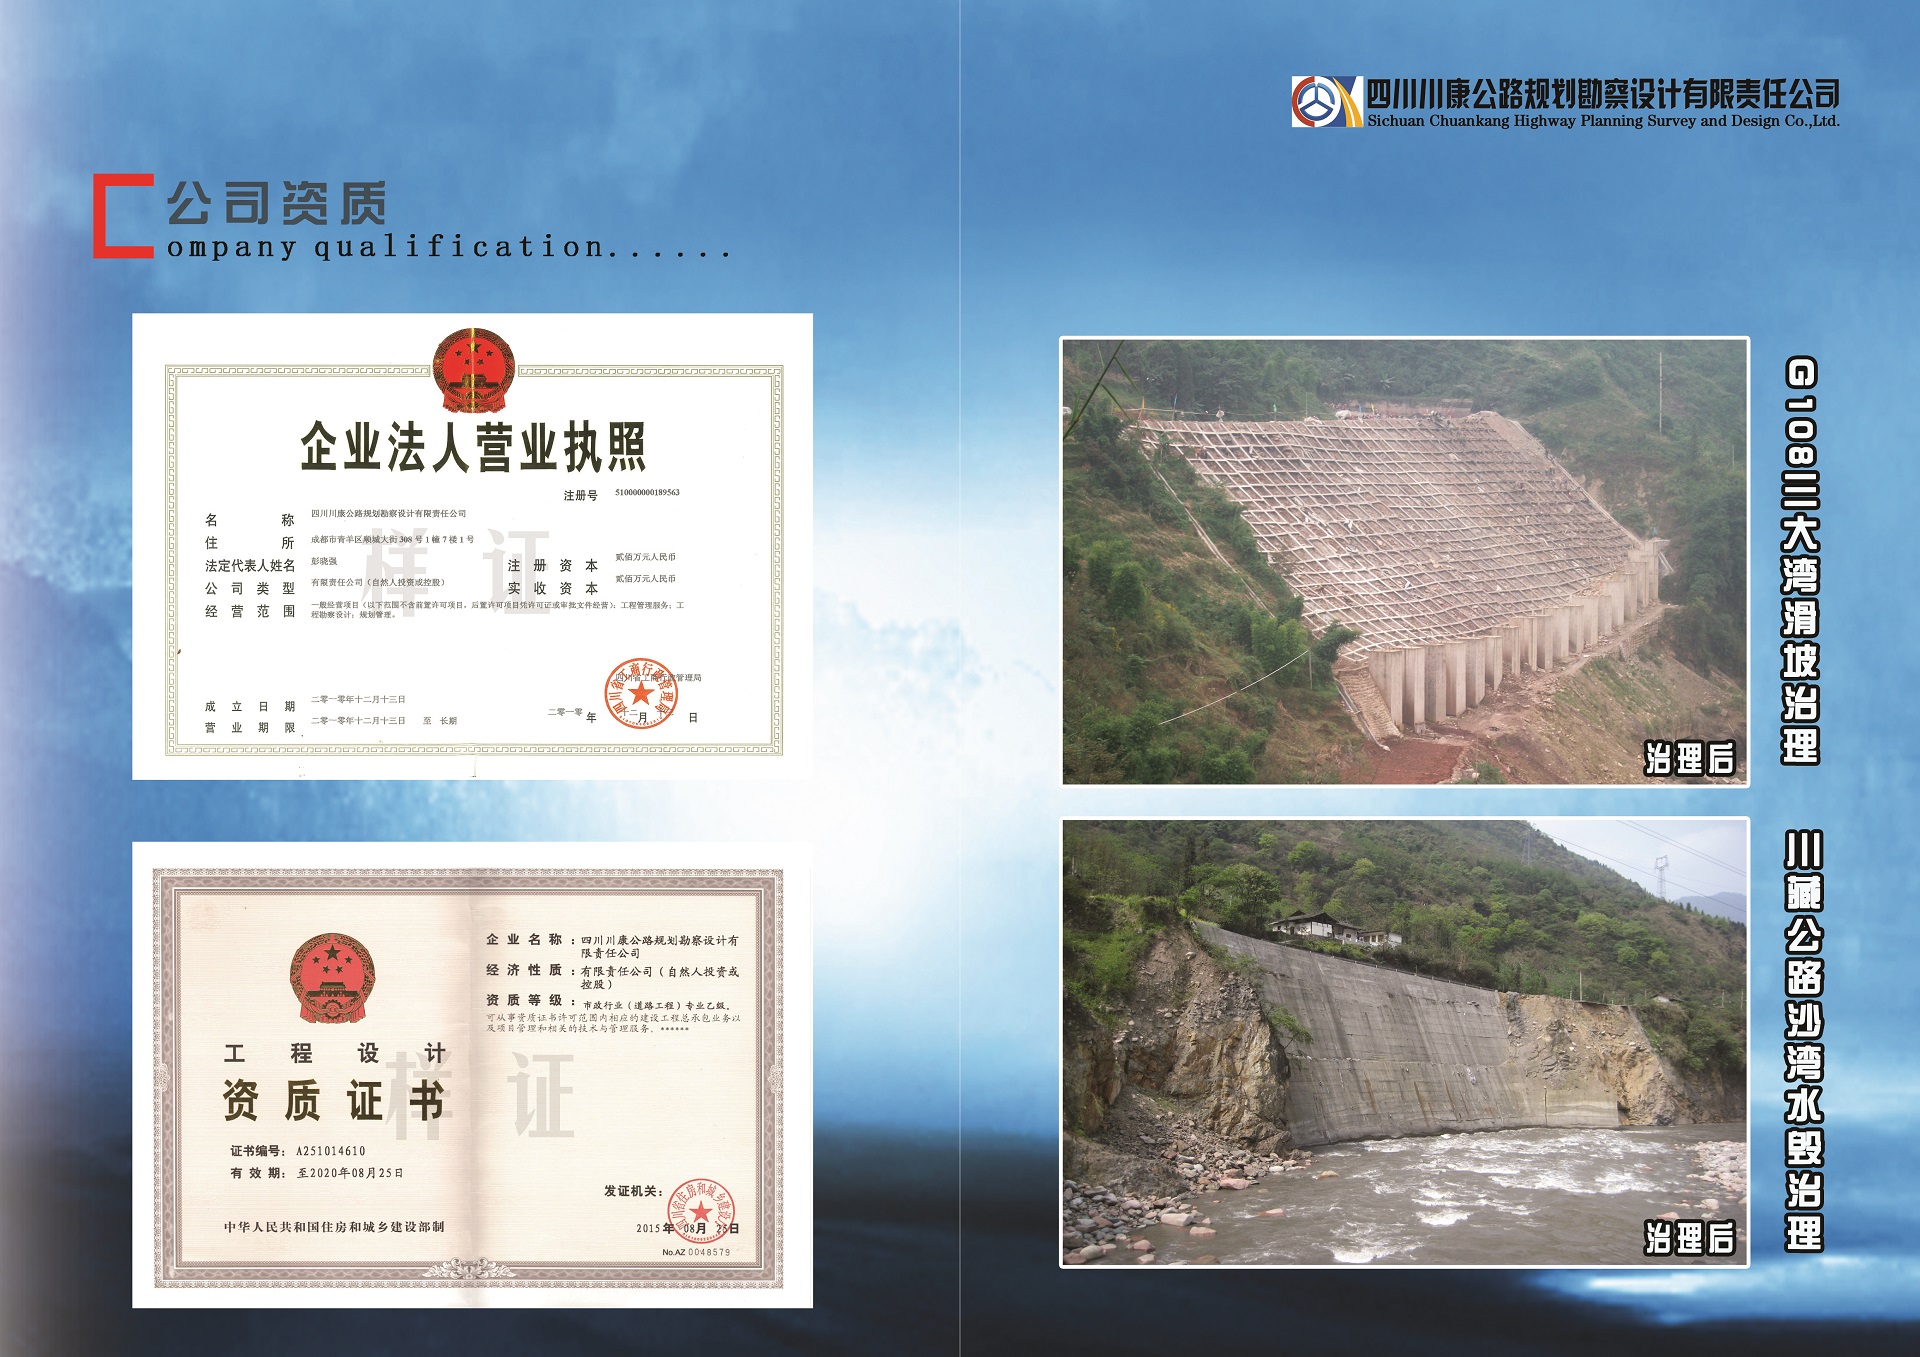 公司资质
Company qualification......
企业法人营业执照
注册号 510000000189563
名称 四川川康公路规划勘察设计有限责任公司
住所 成都市青羊区顺城大街308号1幢7楼1号
法定代表人姓名 彭晓强
注册资本 贰佰万元人民币
公司类型 有限责任公司（自然人投资或控股）
实收资本 贰佰万元人民币
经营范围 一般经营项目（以下范围不含前置许可项目，后置许可项目凭许可证或审批文件经营）：工程管理服务；工
程勘察设计；规划管理。
样证
四川省工商行政管理局
成立日期 二零一零年十二月十三日
营业期限 二零一零年十二月十三日 至 长期
二零一零 年 十二 月 日
工程设计
资质证书
证书编号： A251014610
有效期： 至2020年08月25日
中华人民共和国住房和城乡建设部制
企业名称：四川川康公路规划勘察设计有
限责任公司
经济性质：有限责任公司（自然人投资或
控股）
资质等级：市政行业（道路工程）专业乙级。
可从事资质证书许可范围内相应的建设工程总承包业务以
及项目管理和相关的技术与管理服务。******
样证
发证机关：
2015年 08月 25日
No.AZ 0048579
四川川康公路规划勘察设计有限责任公司
Sichuan Chuankang Highway Planning Survey and Design Co.,Ltd.
治理后
G108三大湾滑坡治理
治理后
川藏公路沙湾水毁治理